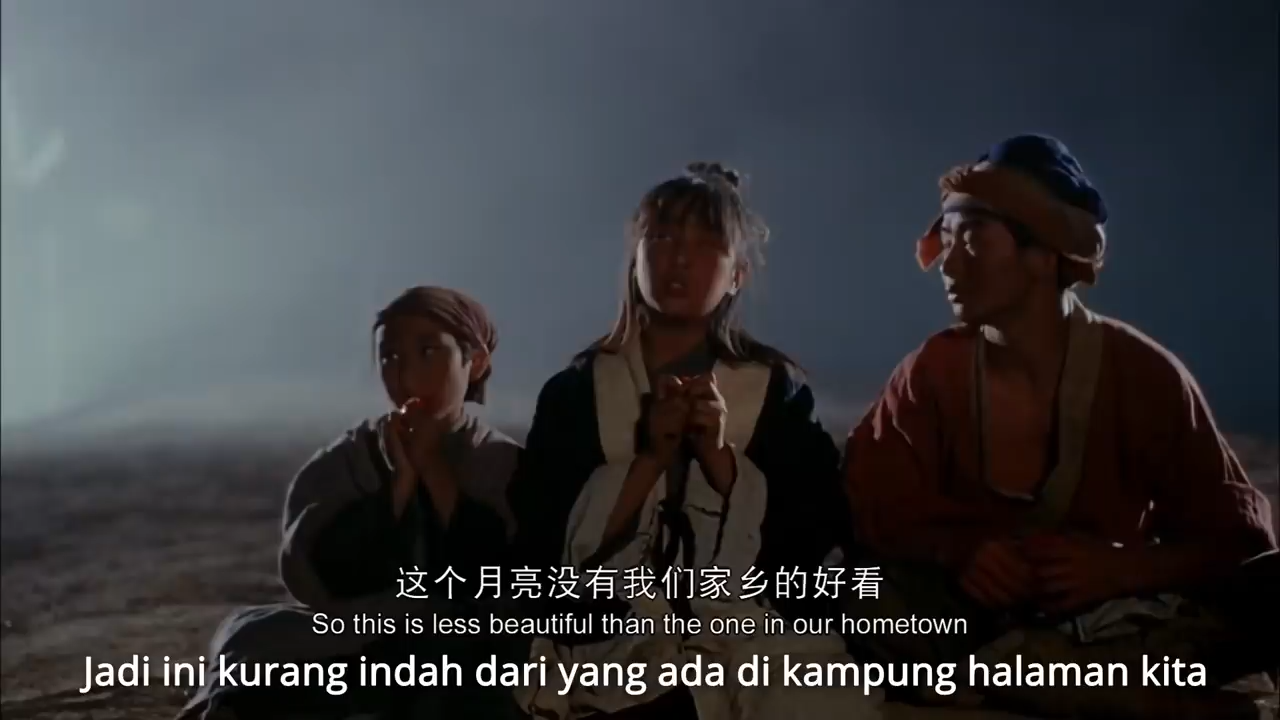 这个月亮没有我们家乡的好看
So this is less beautiful than the one in our hometown
Jadi ini kurang indah dari yang ada di kampung halaman kita